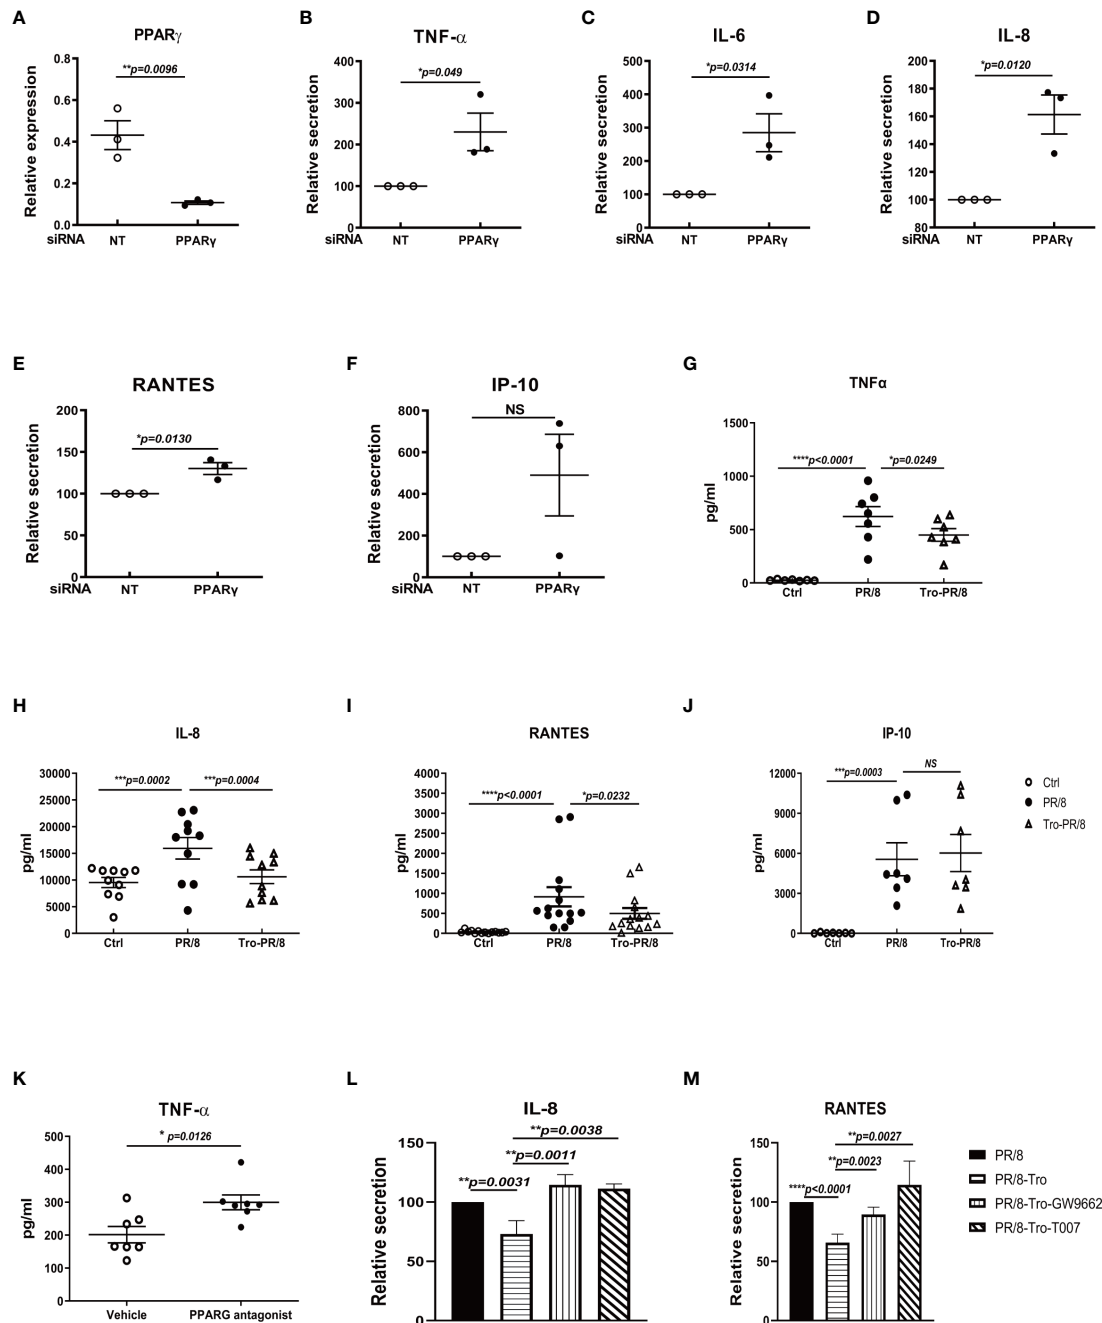 A
PPARγ
Relative expression
0.8
0.6
0.4
0.2
0.0
**p=0.0096
siRNA NT PPARγ
B
TNF-α
Relative secretion
400
300
200
100
0
*p=0.049
siRNA NT PPARγ
C
IL-6
Relative secretion
500
400
300
200
100
0
*p=0.0314
siRNA NT PPARγ
D
IL-8
Relative secretion
200
180
160
140
120
100
80
*p=0.0120
siRNA NT PPARγ
E
RANTES
Relative secretion
200
150
100
50
0
*p=0.0130
siRNA NT PPARγ
F
IP-10
Relative secretion
800
600
400
200
0
NS
siRNA NT PPARγ
G
TNFα
pg/ml
1500
1000
500
0
****p<0.0001 *p=0.0249
Ctrl PR/8 Tro-PR/8
H
IL-8
pg/ml
30000
25000
20000
15000
10000
5000
0
***p=0.0002 ***p=0.0004
Ctrl PR/8 Tro-PR/8
I
RANTES
pg/ml
4000
3500
3000
2500
2000
1500
1000
500
0
****p<0.0001 *p=0.0232
Ctrl PR/8 Tro-PR/8
J
IP-10
pg/ml
12000
9000
6000
3000
0
***p=0.0003 NS
Ctrl PR/8 Tro-PR/8
Ctrl
PR/8
Tro-PR/8
K
TNF-α
pg/ml
500
400
300
200
100
0
* p=0.0126
Vehicle PPARG antagonist
L
IL-8
Relative secretion
150
100
50
0
**p=0.0038
**p=0.0011
**p=0.0031
M
RANTES
Relative secretion
150
100
50
0
**p=0.0027
**p=0.0023
****p<0.0001
PR/8
PR/8-Tro
PR/8-Tro-GW9662
PR/8-Tro-T007